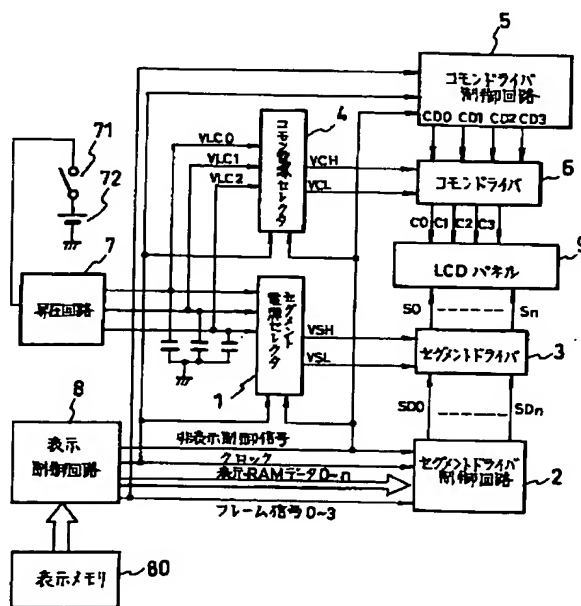 5
コモンドライバ
制御回路
CD0 CD1 CD2 CD3
4
コモン電源セレクタ
VLC0
VLC1
VLC2
VCH
VCL
コモンドライバ
6
C0 C1 C2 C3
71
72
LCD パネル
9
7
昇圧回路
セグメント
電源セレクタ
1
S0
Sn
VSH
VSL
セグメントドライバ
3
SD0
SDn
8
表示
制御回路
非表示制御信号
クロック
表示RAMデータ0~n
フレーム信号0~3
セグメントドライバ
制御回路
2
表示メモリ
80